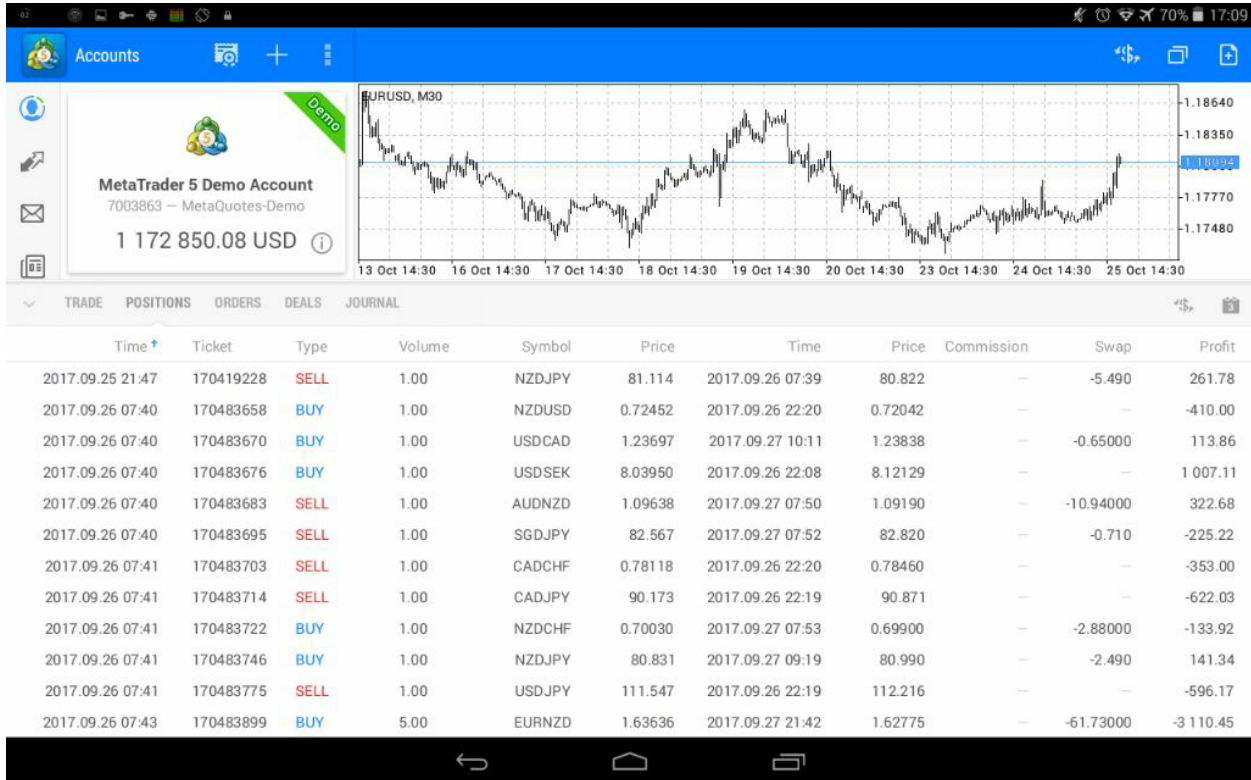 70% 17:09
Accounts
Demo
MetaTrader 5 Demo Account
7003863 — MetaQuotes-Demo
1 172 850.08 USD
EURUSD, M30
1.18640
1.18350
1.18094
1.17770
1.17480
13 Oct 14:30 16 Oct 14:30 17 Oct 14:30 18 Oct 14:30 19 Oct 14:30 20 Oct 14:30 23 Oct 14:30 24 Oct 14:30 25 Oct 14:30
TRADE POSITIONS ORDERS DEALS JOURNAL
Time Ticket Type Volume Symbol Price Time Price Commission Swap Profit
2017.09.25 21:47 170419228 SELL 1.00 NZDJPY 81.114 2017.09.26 07:39 80.822 — -5.490 261.78
2017.09.26 07:40 170483658 BUY 1.00 NZDUSD 0.72452 2017.09.26 22:20 0.72042 — — -410.00
2017.09.26 07:40 170483670 BUY 1.00 USDCAD 1.23697 2017.09.27 10:11 1.23838 — -0.65000 113.86
2017.09.26 07:40 170483676 BUY 1.00 USDSEK 8.03950 2017.09.26 22:08 8.12129 — — 1 007.11
2017.09.26 07:40 170483683 SELL 1.00 AUDNZD 1.09638 2017.09.27 07:50 1.09190 — -10.94000 322.68
2017.09.26 07:40 170483695 SELL 1.00 SGDJPY 82.567 2017.09.27 07:52 82.820 — -0.710 -225.22
2017.09.26 07:41 170483703 SELL 1.00 CADCHF 0.78118 2017.09.26 22:20 0.78460 — — -353.00
2017.09.26 07:41 170483714 SELL 1.00 CADJPY 90.173 2017.09.26 22:19 90.871 — — -622.03
2017.09.26 07:41 170483722 BUY 1.00 NZDCHF 0.70030 2017.09.27 07:53 0.69900 — -2.88000 -133.92
2017.09.26 07:41 170483746 BUY 1.00 NZDJPY 80.831 2017.09.27 09:19 80.990 — -2.490 141.34
2017.09.26 07:41 170483775 SELL 1.00 USDJPY 111.547 2017.09.26 22:19 112.216 — — -596.17
2017.09.26 07:43 170483899 BUY 5.00 EURNZD 1.63636 2017.09.27 21:42 1.62775 — -61.73000 -3 110.45